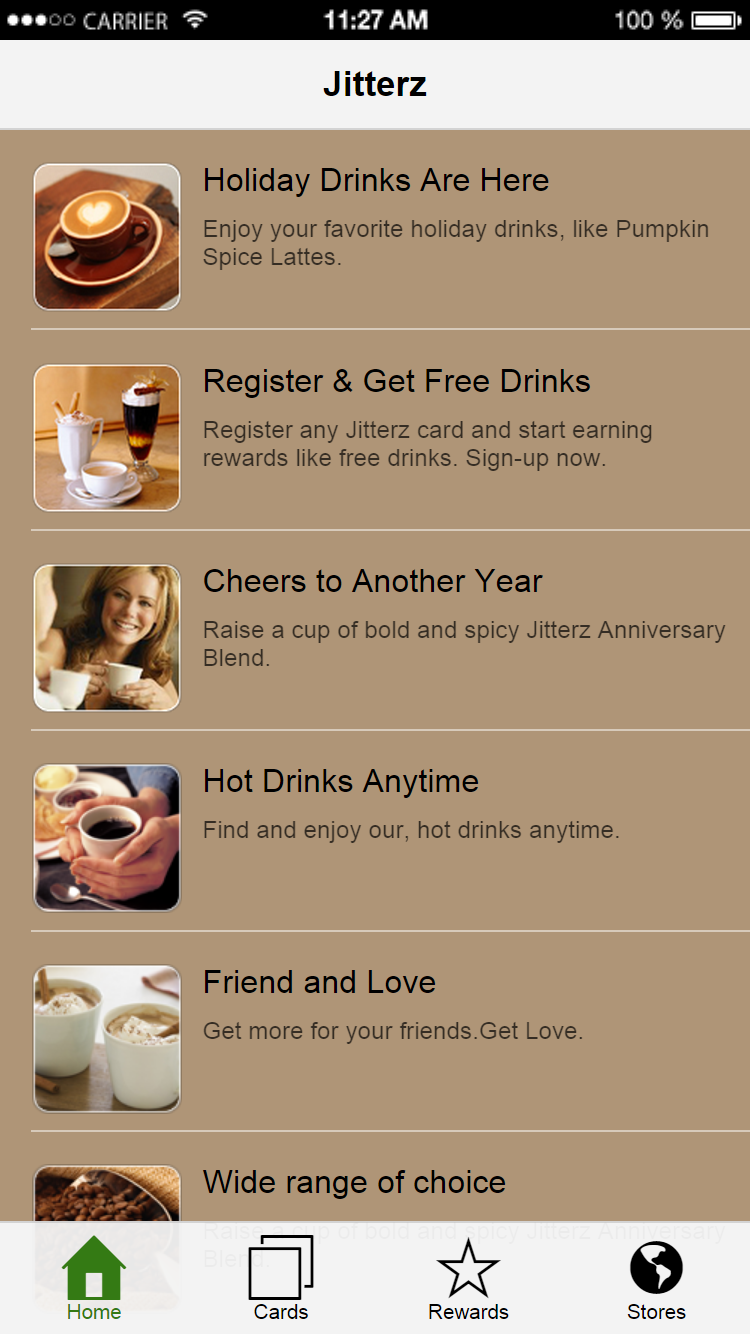 CARRIER 11:27 AM 100 %
Jitterz
Holiday Drinks Are Here
Enjoy your favorite holiday drinks, like Pumpkin
Spice Lattes.
Register & Get Free Drinks
Register any Jitterz card and start earning
rewards like free drinks. Sign-up now.
Cheers to Another Year
Raise a cup of bold and spicy Jitterz Anniversary
Blend.
Hot Drinks Anytime
Find and enjoy our, hot drinks anytime.
Friend and Love
Get more for your friends.Get Love.
Wide range of choice
Raise a cup of bold and spicy Jitterz Anniversary
Blend.
Home Cards Rewards Stores